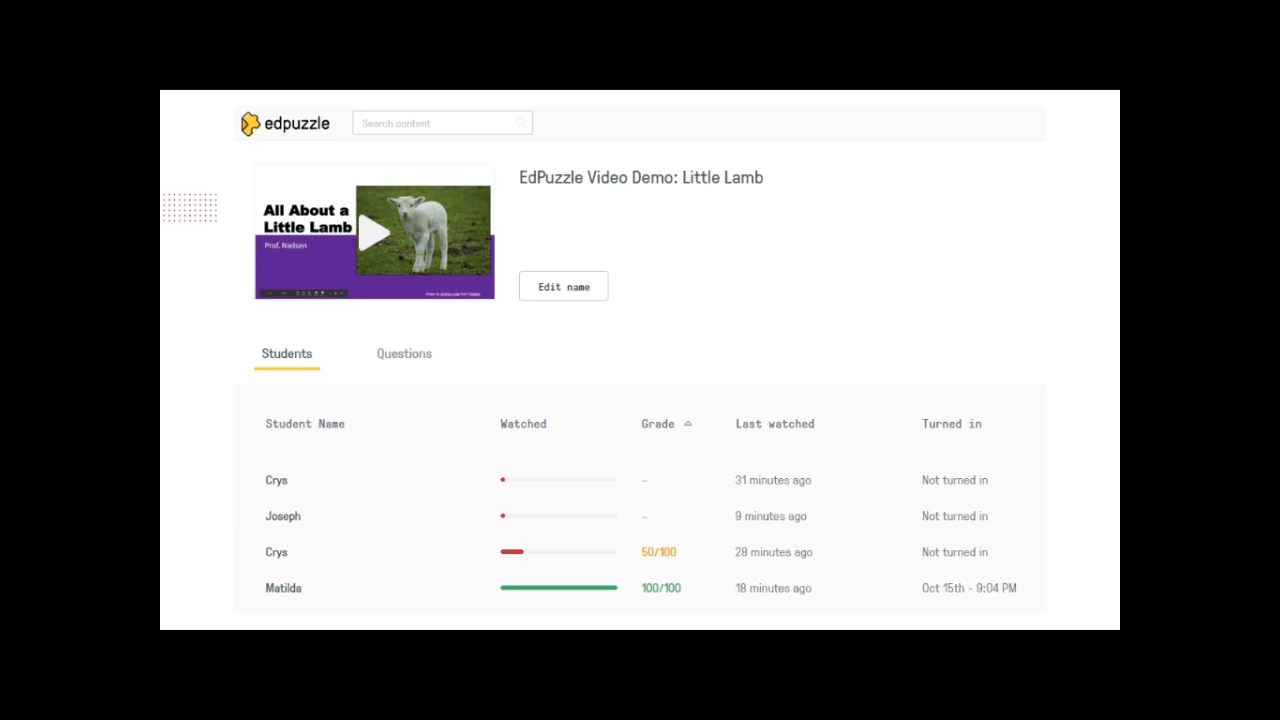 edpuzzle
Search content
EdPuzzle Video Demo: Little Lamb
All About a
Little Lamb
Prof. Nielsen
Edit name
Students Questions
Student Name Watched Grade Last watched Turned in
Crys - 31 minutes ago Not turned in
Joseph - 9 minutes ago Not turned in
Crys 50/100 28 minutes ago Not turned in
Matilda 100/100 18 minutes ago Oct 15th - 9:04 PM